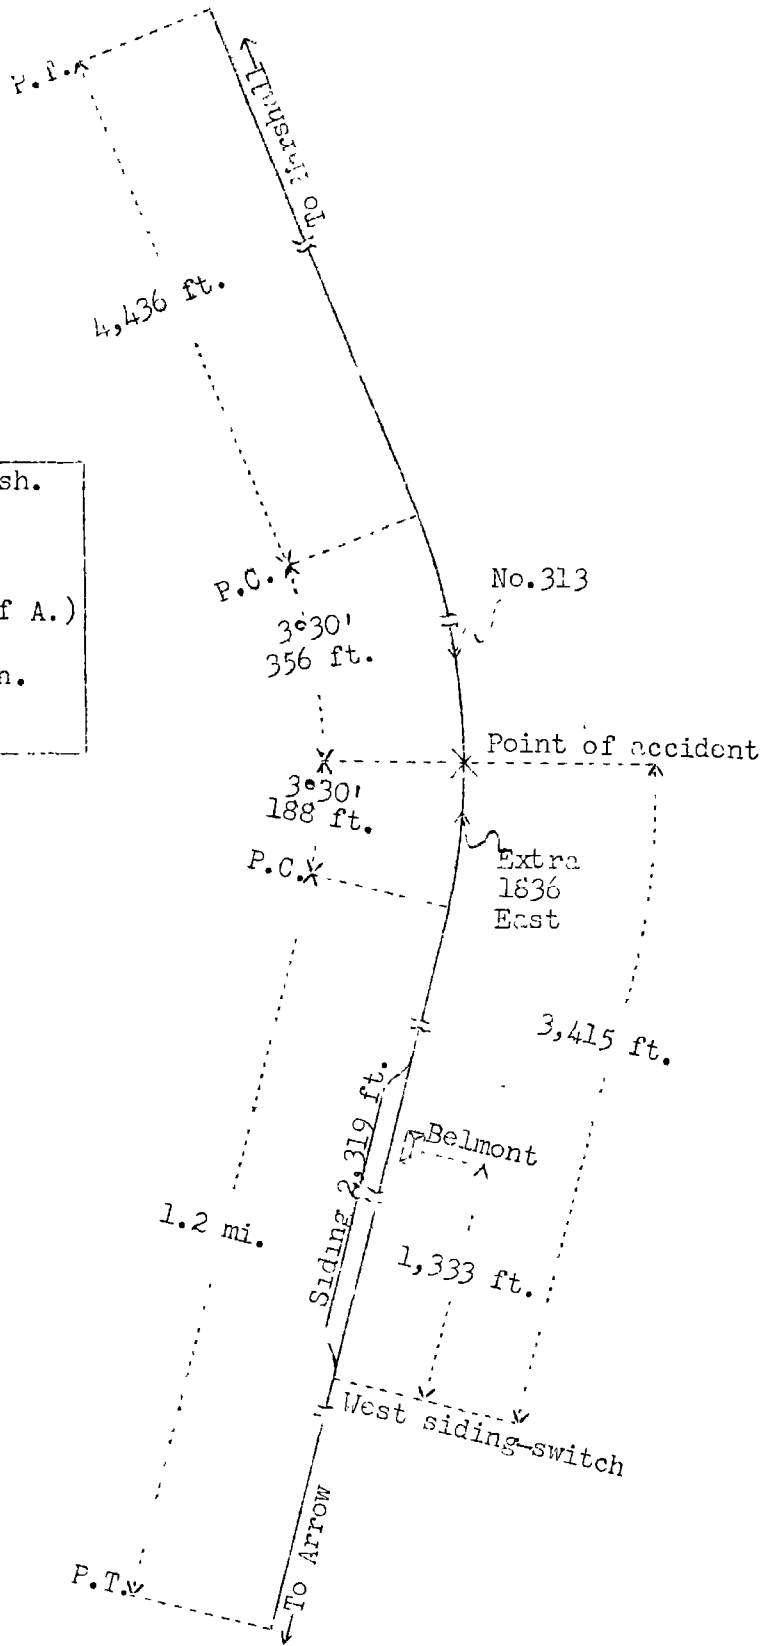 P.T.
To Marshall
4,436 ft.
sh.
f A.)
n.
P.C.
3°30'
356 ft.
No.313
Point of accident
3°30'
188 ft.
P.C.
Extra
1836
East
3,415 ft.
Siding 2,319 ft.
Belmont
1.2 mi.
1,333 ft.
West siding-switch
To Arrow
P.T.